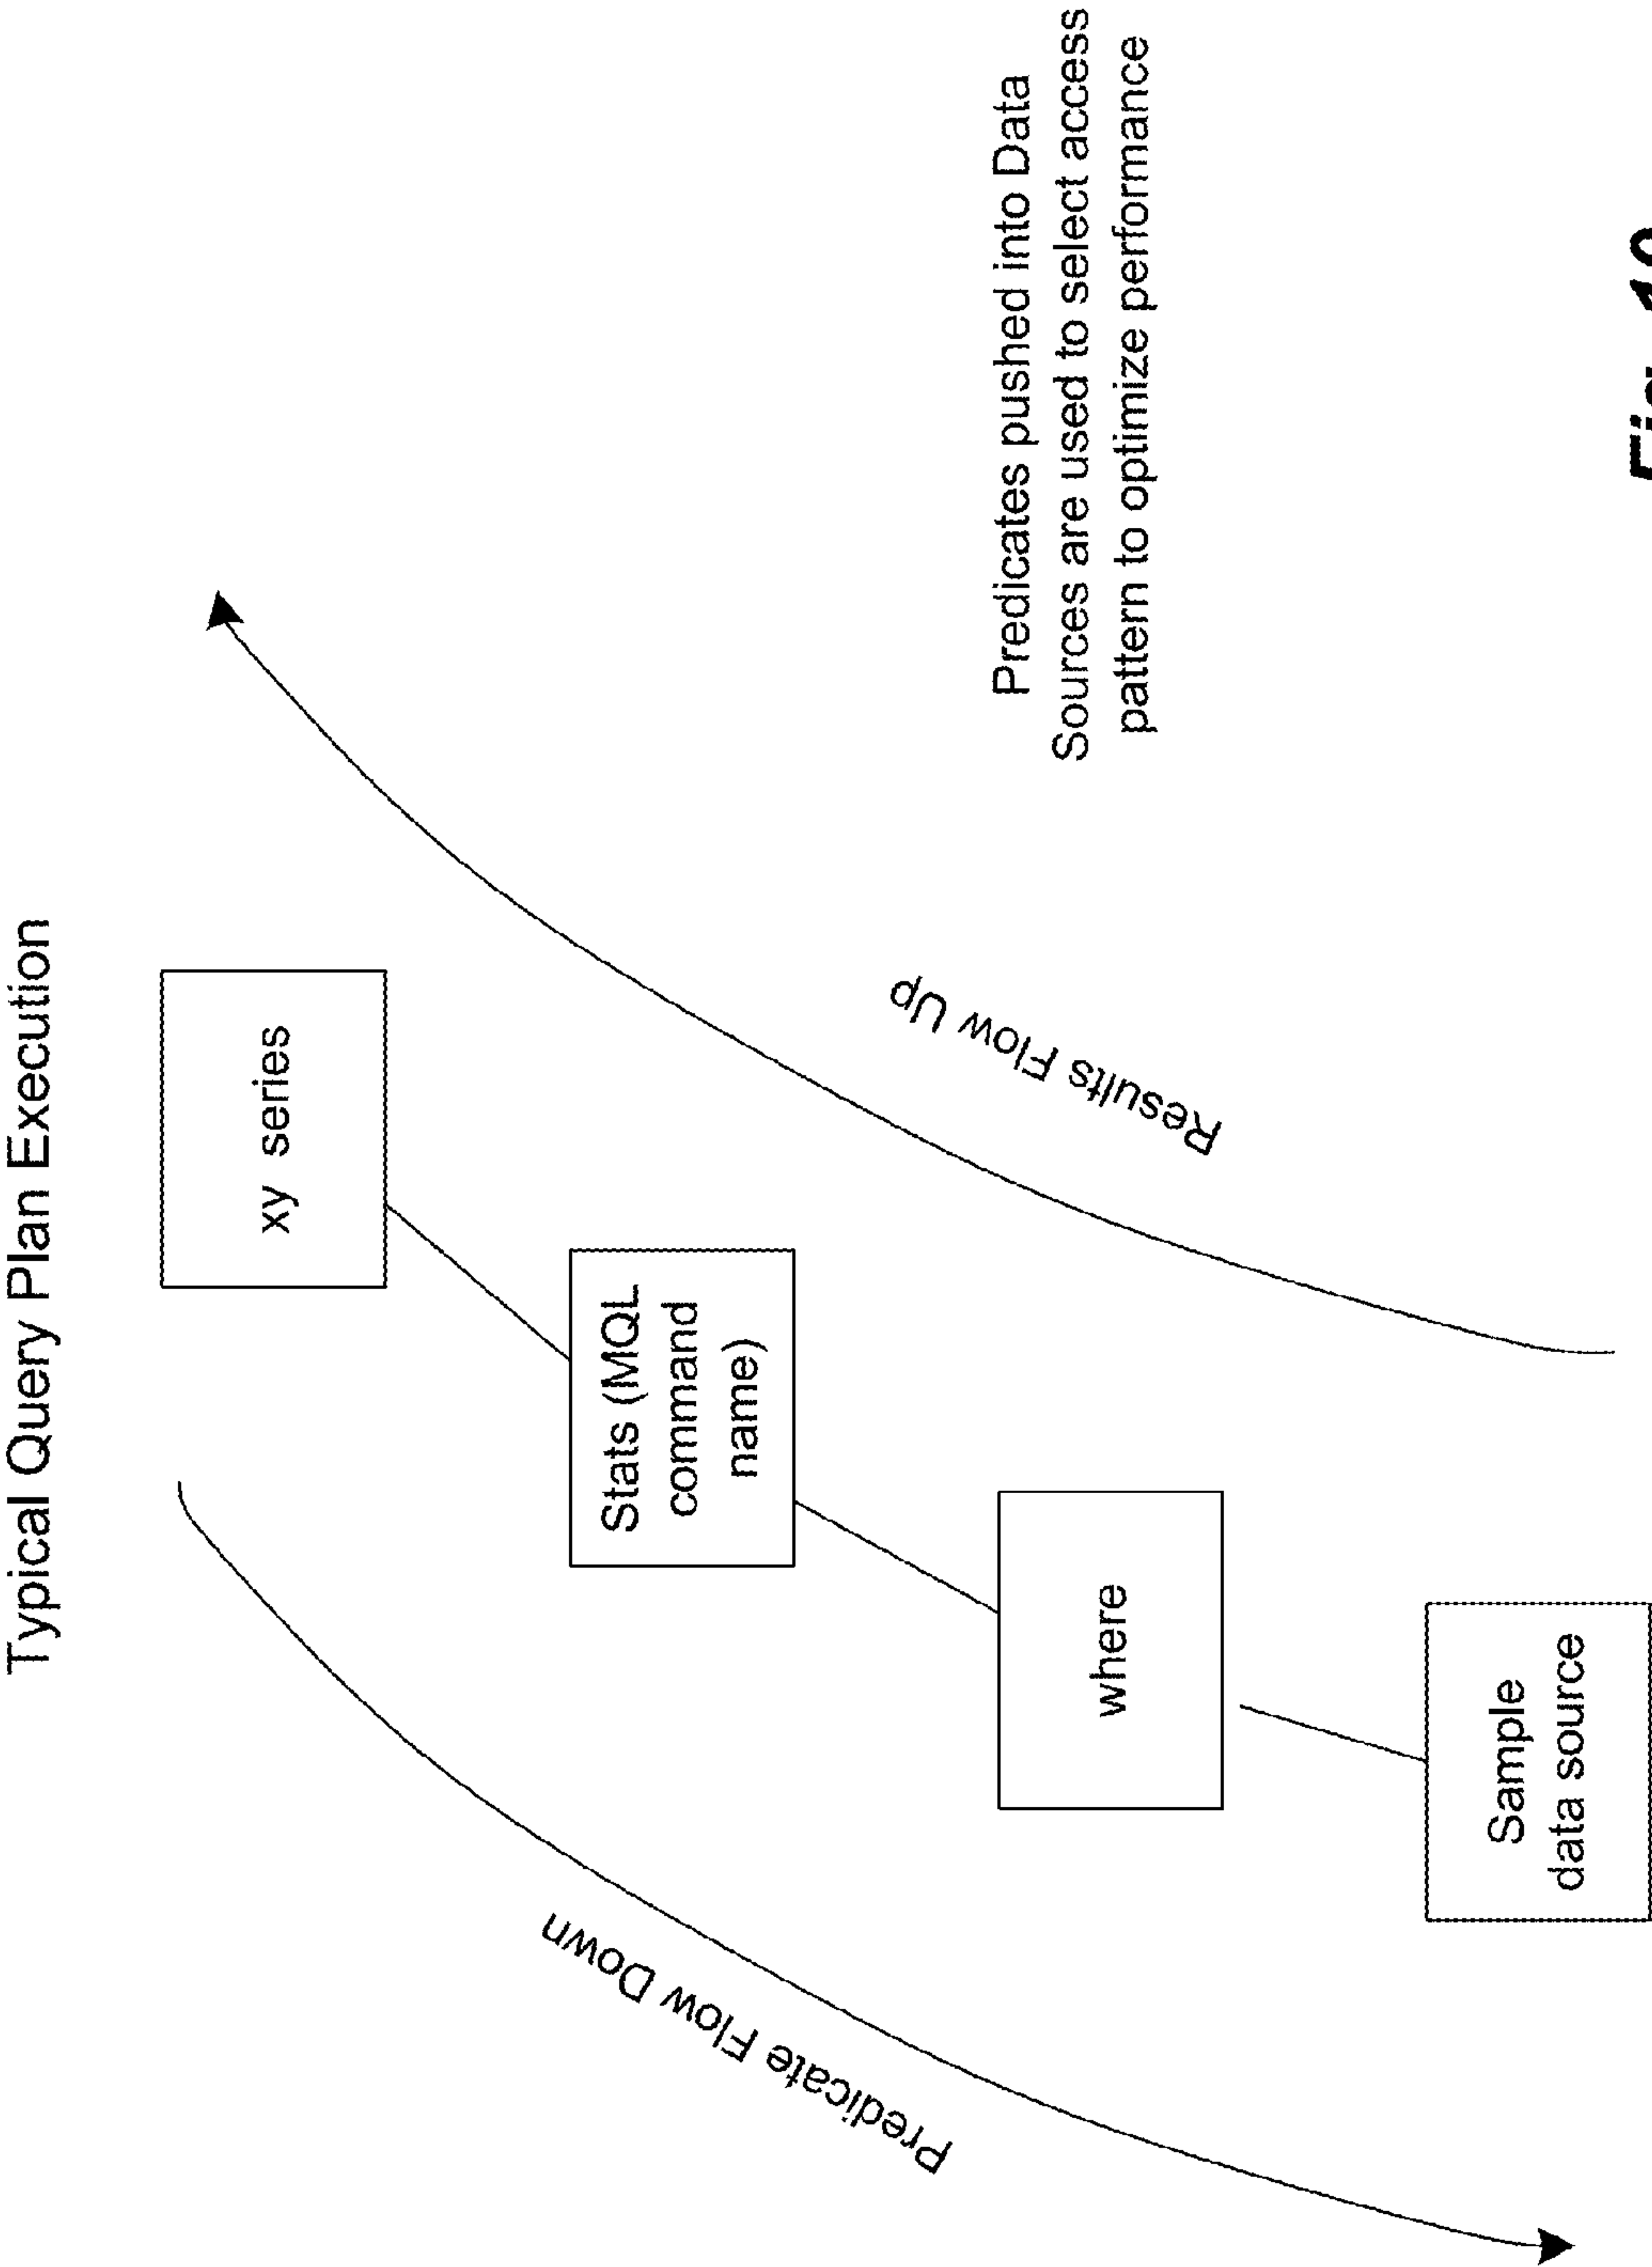 Typical Query Plan Execution
xy series
Stats (MQL
command
name)
where
Sample
data source
Predicate Flow Down
Results Flow Up
Predicates pushed into Data
Sources are used to select access
pattern to optimize performance